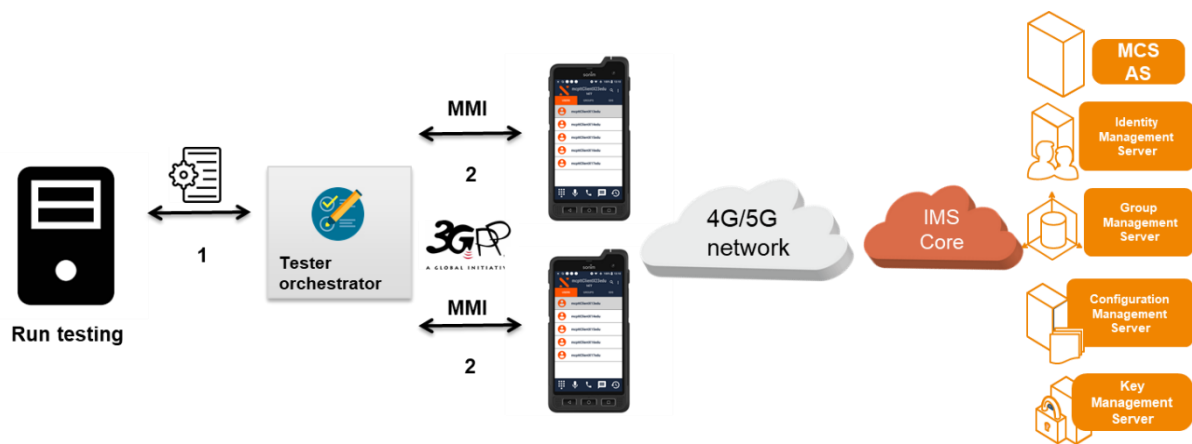 Run testing
1
Tester
orchestrator
MMI
2
3GPP
A GLOBAL INITIATIVE
MMI
2
4G/5G
network
IMS
Core
MCS
AS
Identity
Management
Server
Group
Management
Server
Configuration
Management
Server
Key
Management
Server